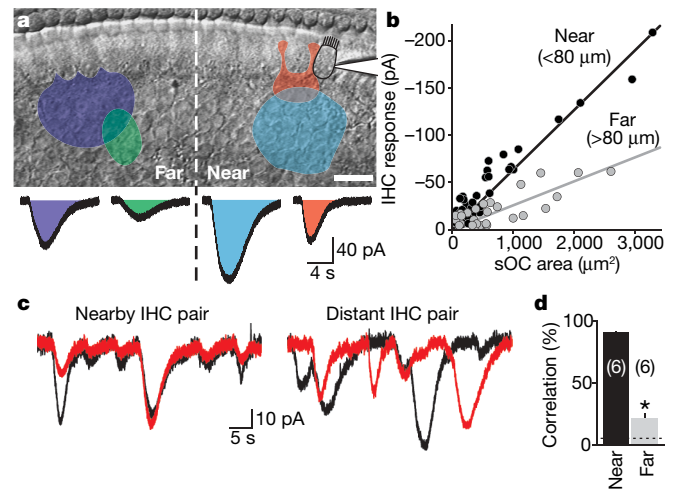 a
Far
Near
40 pA
4 s
b
IHC response (pA)
–200
–150
–100
–50
0
Near
(<80 μm)
Far
(>80 μm)
0
1,000
2,000
3,000
sOC area (μm²)
c
Nearby IHC pair
Distant IHC pair
10 pA
5 s
d
Correlation (%)
100
50
0
(6)
(6)
*
Near
Far